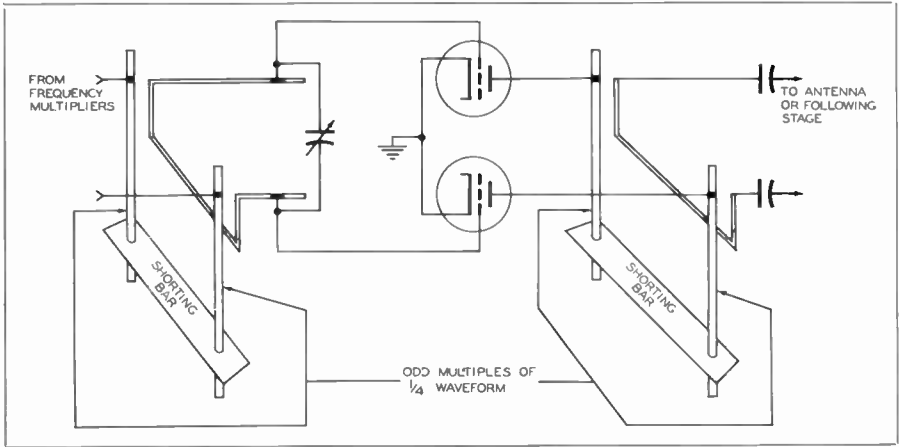 FROM
FREQUENCY
MULTIPLIERS
TO ANTENNA
OR FOLLOWING
STAGE
SHORTING
BAR
SHORTING
BAR
ODD MULTIPLES OF
1/4 WAVEFORM